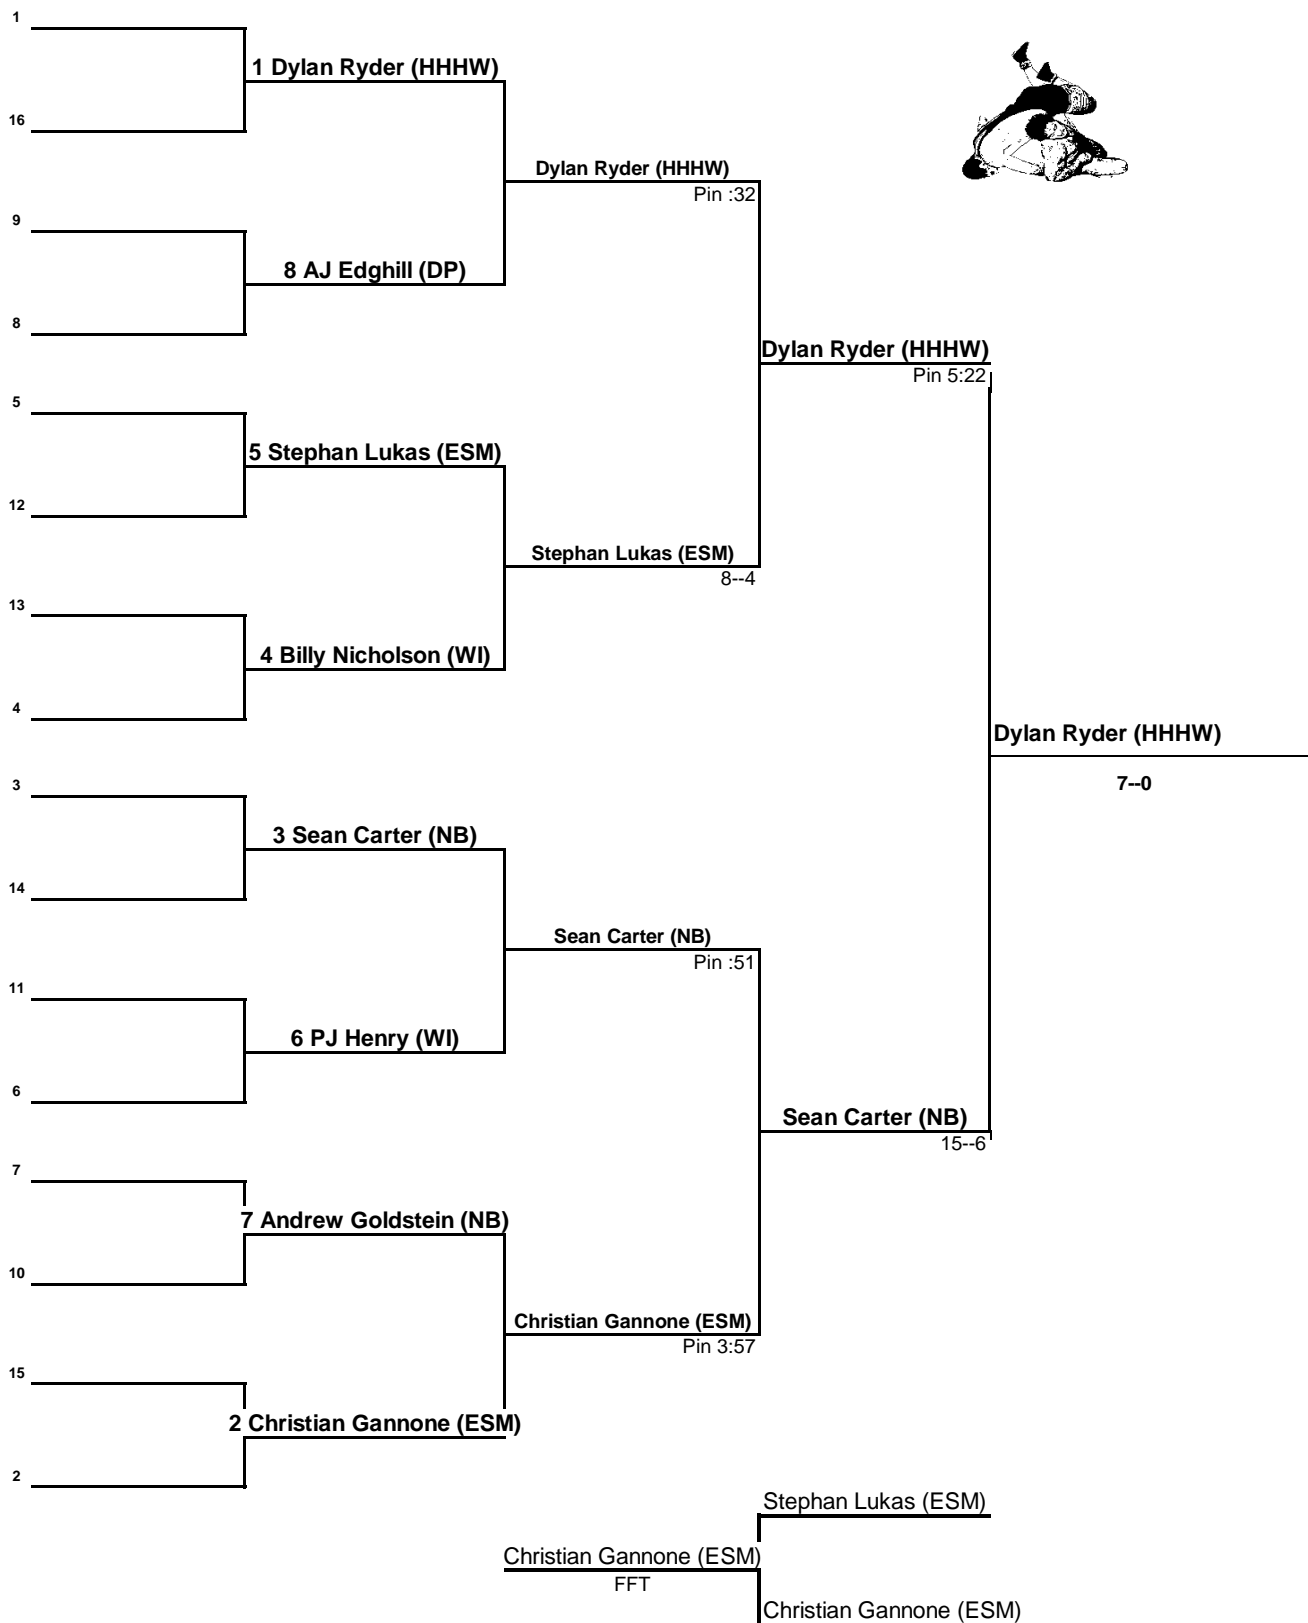 1
1 Dylan Ryder (HHHW)
16
Dylan Ryder (HHHW)
Pin :32
9
8 AJ Edghill (DP)
8
Dylan Ryder (HHHW)
Pin 5:22
5
5 Stephan Lukas (ESM)
12
Stephan Lukas (ESM)
8--4
13
4 Billy Nicholson (WI)
4
Dylan Ryder (HHHW)
7--0
3
3 Sean Carter (NB)
14
Sean Carter (NB)
Pin :51
11
6 PJ Henry (WI)
6
Sean Carter (NB)
15--6
7
7 Andrew Goldstein (NB)
10
Christian Gannone (ESM)
Pin 3:57
15
2 Christian Gannone (ESM)
2
Stephan Lukas (ESM)
Christian Gannone (ESM)
FFT
Christian Gannone (ESM)